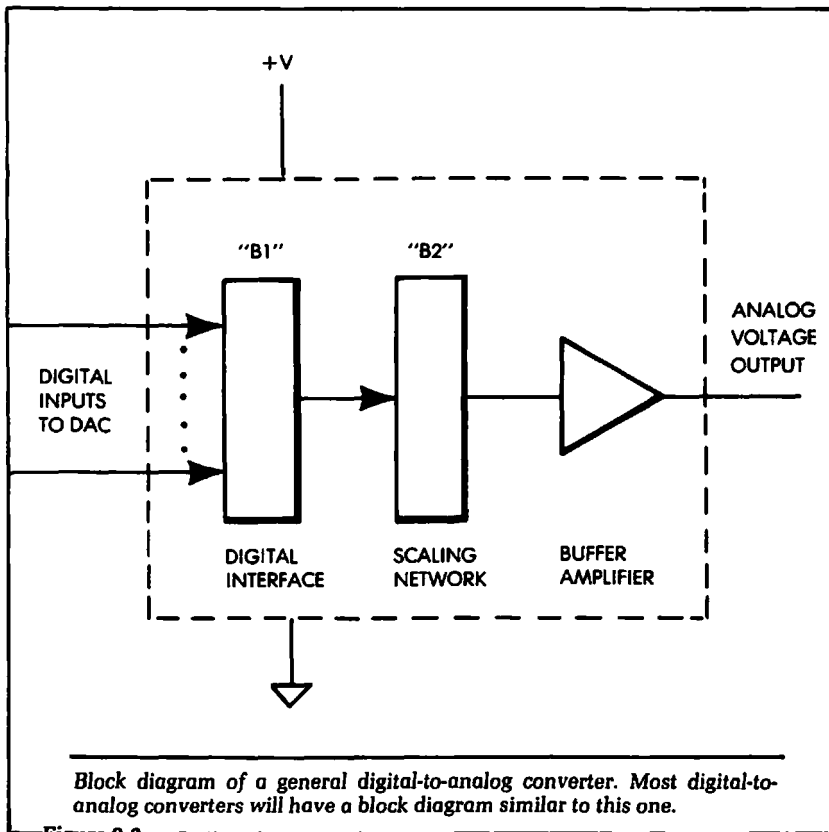 +V
"B1"
"B2"
ANALOG
VOLTAGE
OUTPUT
DIGITAL
INPUTS
TO DAC
DIGITAL
INTERFACE
SCALING
NETWORK
BUFFER
AMPLIFIER
Block diagram of a general digital-to-analog converter. Most digital-to-
analog converters will have a block diagram similar to this one.